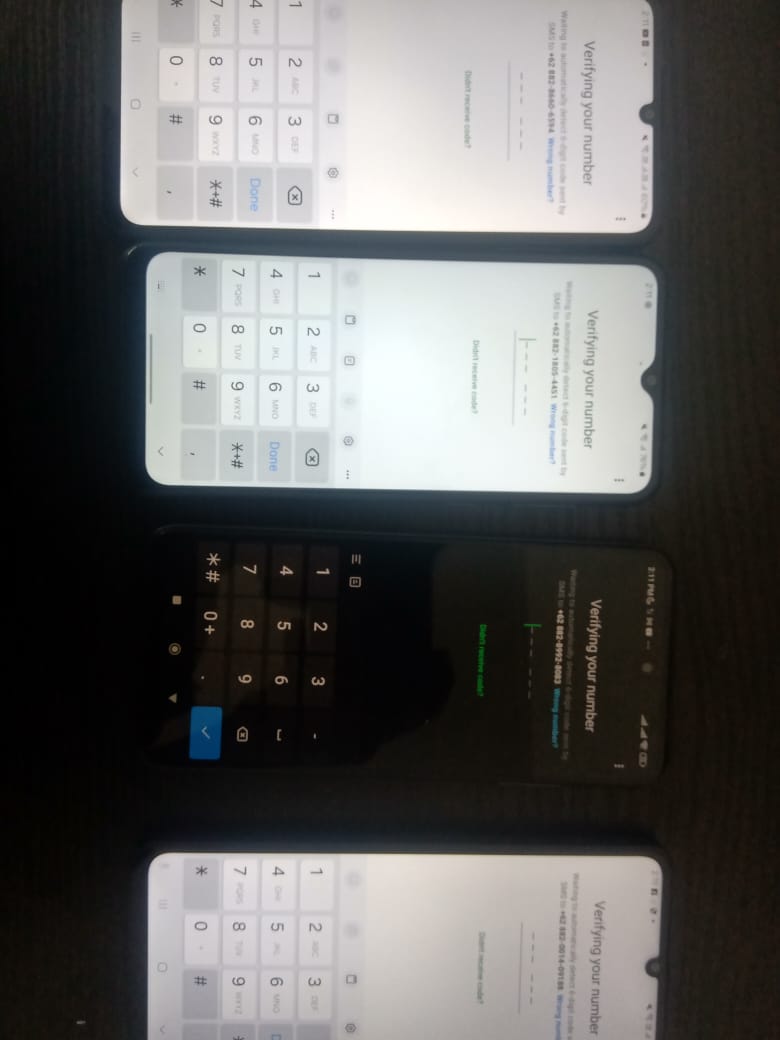 2:11
Verifying your number
Waiting to automatically detect 6-digit code sent by
SMS to +62 882-8660-6594. Wrong number?
Didn't receive code?
1 2 ABC 3 DEF
4 GHI 5 JKL 6 MNO Done
7 PQRS 8 TUV 9 WXYZ *+#
* 0 + # ,
2:11
Verifying your number
Waiting to automatically detect 6-digit code sent by
SMS to +62 882-1805-4451. Wrong number?
Didn't receive code?
1 2 ABC 3 DEF
4 GHI 5 JKL 6 MNO Done
7 PQRS 8 TUV 9 WXYZ *+#
* 0 + # ,
2:11 PM
Verifying your number
Waiting to automatically detect 6-digit code sent by
SMS to +62 882-8992-8083. Wrong number?
Didn't receive code?
1 2 3 -
4 5 6
7 8 9
*# 0+ .
Verifying your number
Waiting to automatically detect 6-digit code
SMS to +62 882-0014-09188. Wrong
Didn't receive code?
1 2 ABC 3 DEF
4 GHI 5 JKL 6 MNO
7 PQRS 8 TUV 9 WXYZ
* 0 + #